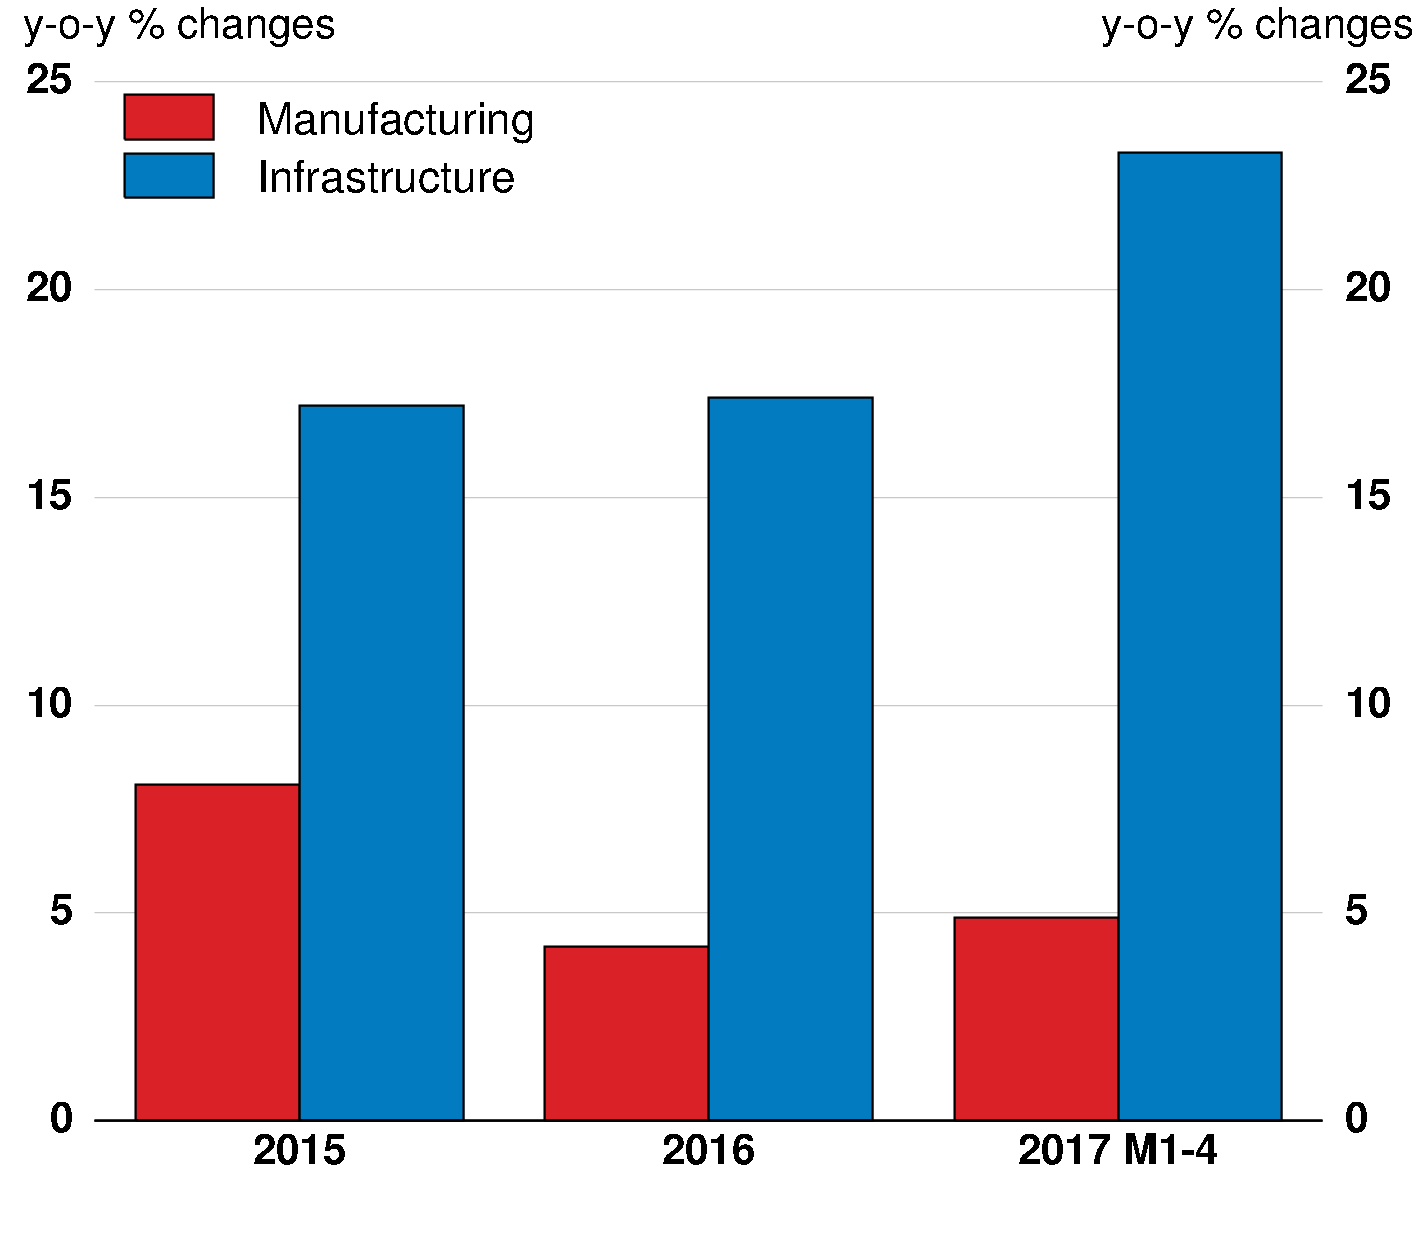 y-o-y % changes y-o-y % changes
25 25
Manufacturing
Infrastructure
20 20
15 15
10 10
5 5
0 0
2015 2016 2017 M1-4